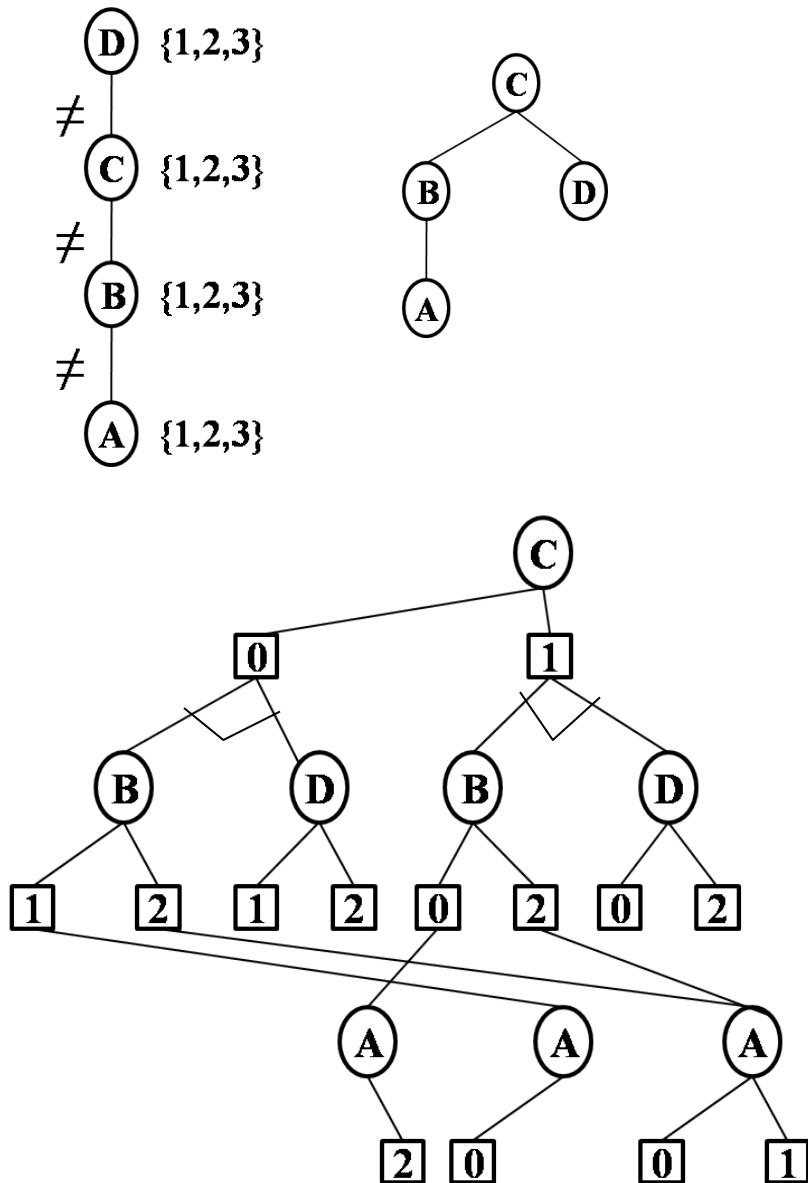 D {1,2,3}
≠
C {1,2,3}
≠
B {1,2,3}
≠
A {1,2,3}
C
B D
A
C
0 1
B D B D
1 2 1 2 0 2 0 2
A A A
2 0 0 1